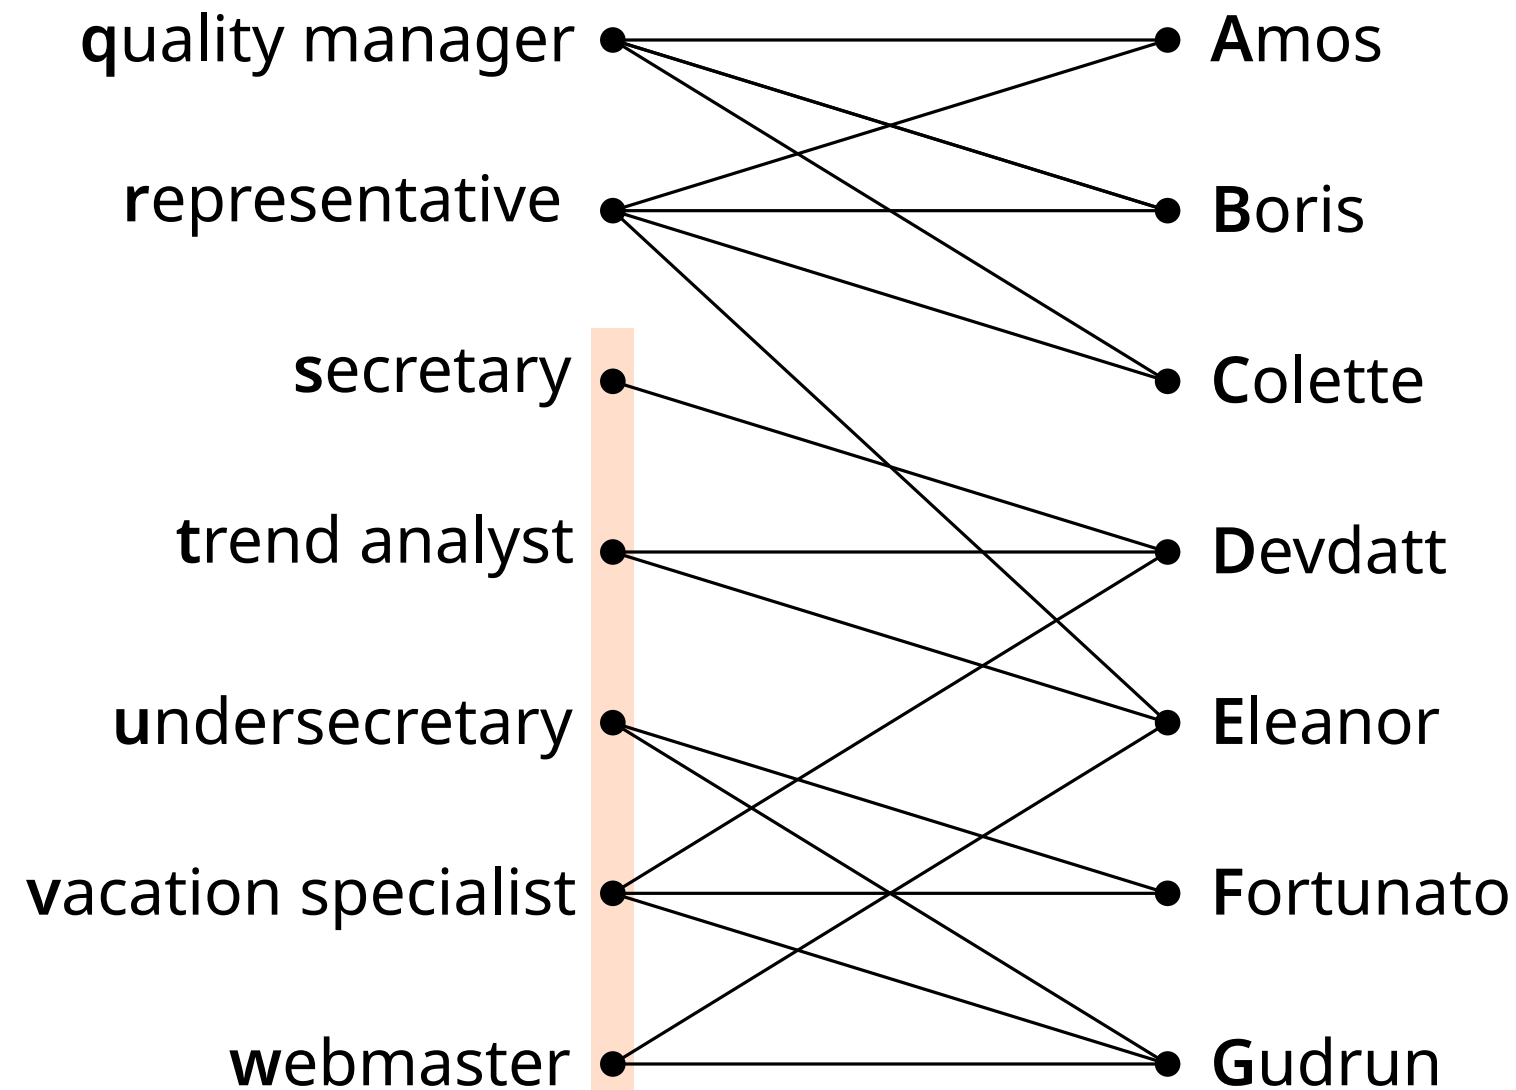 quality manager
Amos
representative
Boris
secretary
Colette
trend analyst
Devdatt
undersecretary
Eleanor
vacation specialist
Fortunato
webmaster
Gudrun